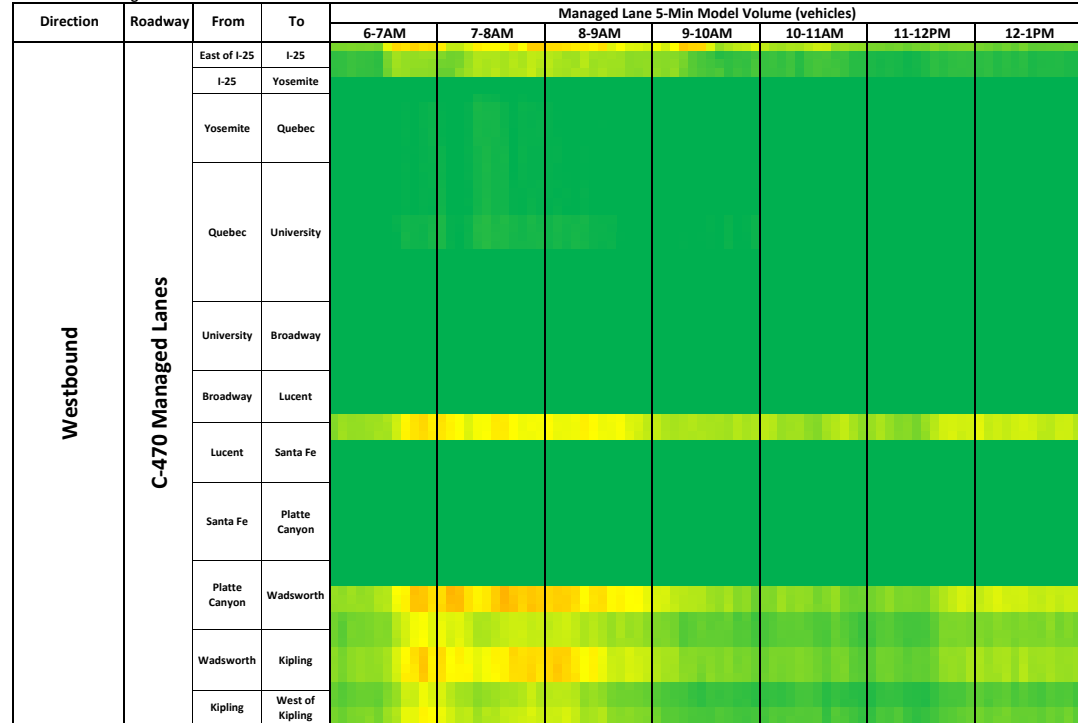 Direction Roadway From To Managed Lane 5-Min Model Volume (vehicles)
6-7AM 7-8AM 8-9AM 9-10AM 10-11AM 11-12PM 12-1PM
Westbound
C-470 Managed Lanes
East of I-25 I-25
I-25 Yosemite
Yosemite Quebec
Quebec University
University Broadway
Broadway Lucent
Lucent Santa Fe
Santa Fe Platte
Canyon
Platte
Canyon Wadsworth
Wadsworth Kipling
Kipling West of
Kipling